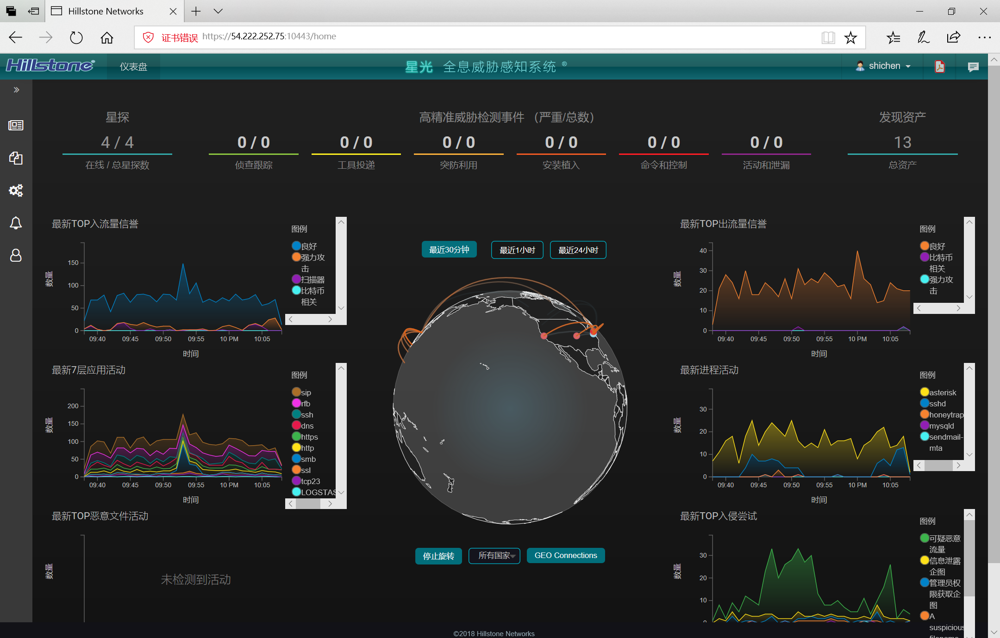 Hillstone Networks
证书错误 https://54.222.252.75:10443/home
Hillstone®
仪表盘
星光 全息威胁感知系统 ®
shichen
星探
4 / 4
在线 / 总星探数
高精准威胁检测事件 （严重/总数）
0 / 0
侦查跟踪
0 / 0
工具投递
0 / 0
突防利用
0 / 0
安装植入
0 / 0
命令和控制
0 / 0
活动和泄漏
发现资产
13
总资产
最新TOP入流量信誉
数量
150
100
50
0
09:40 09:45 09:50 09:55 10 PM 10:05
时间
图例
良好
强力攻
击
扫描器
比特币
相关
最新7层应用活动
数量
200
150
100
50
0
09:40 09:45 09:50 09:55 10 PM 10:05
时间
图例
sip
rfb
ssh
dns
https
http
smb
ssl
tcp23
LOGSTAS
最新TOP恶意文件活动
数量
未检测到活动
最近30分钟
最近1小时
最近24小时
停止旋转
所有国家
GEO Connections
最新TOP出流量信誉
数量
40
30
20
10
0
09:40 09:45 09:50 09:55 10 PM 10:05
时间
图例
良好
比特币
相关
强力攻
击
最新进程活动
数量
30
20
10
0
09:40 09:45 09:50 09:55 10 PM 10:05
时间
图例
asterisk
sshd
honeytrap
mysqld
sendmail-
mta
最新TOP入侵尝试
数量
30
20
10
0
图例
可疑恶意
流量
信息泄露
企图
管理员权
限获取企
图
A
suspicious
filename
©2018 Hillstone Networks